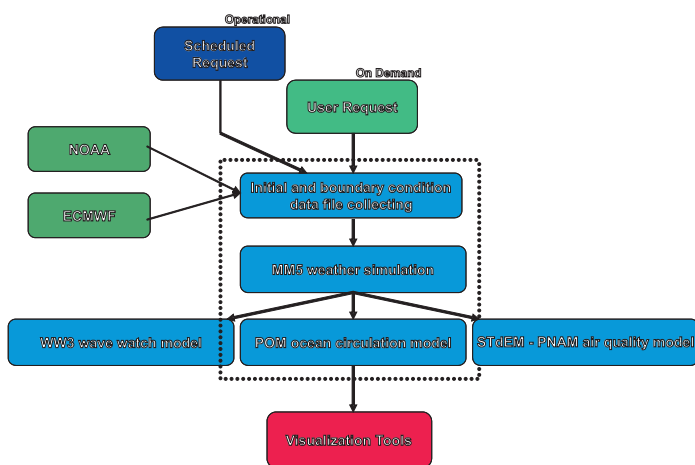 Operational
Scheduled
Request
On Demand
User Request
NOAA
ECMWF
Initial and boundary condition
data file collecting
MM5 weather simulation
WW3 wave watch model
POM ocean circulation model
STdEM - PNAM air quality model
Visualization Tools